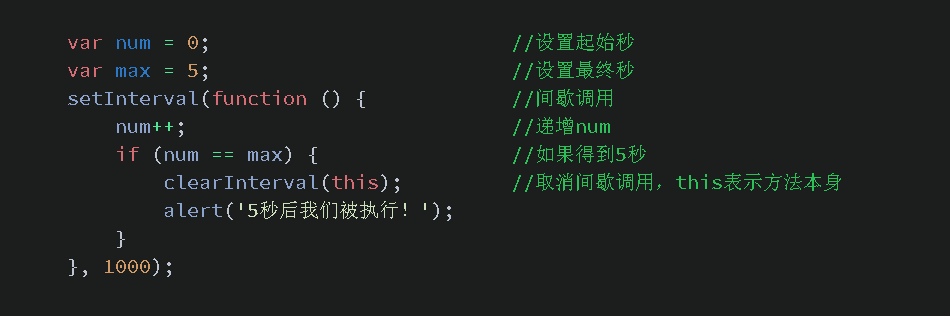 var num = 0; //设置起始秒
var max = 5; //设置最终秒
setInterval(function () { //间歇调用
num++; //递增num
if (num == max) { //如果得到5秒
clearInterval(this); //取消间歇调用，this表示方法本身
alert('5秒后我们被执行！');
}
}, 1000);